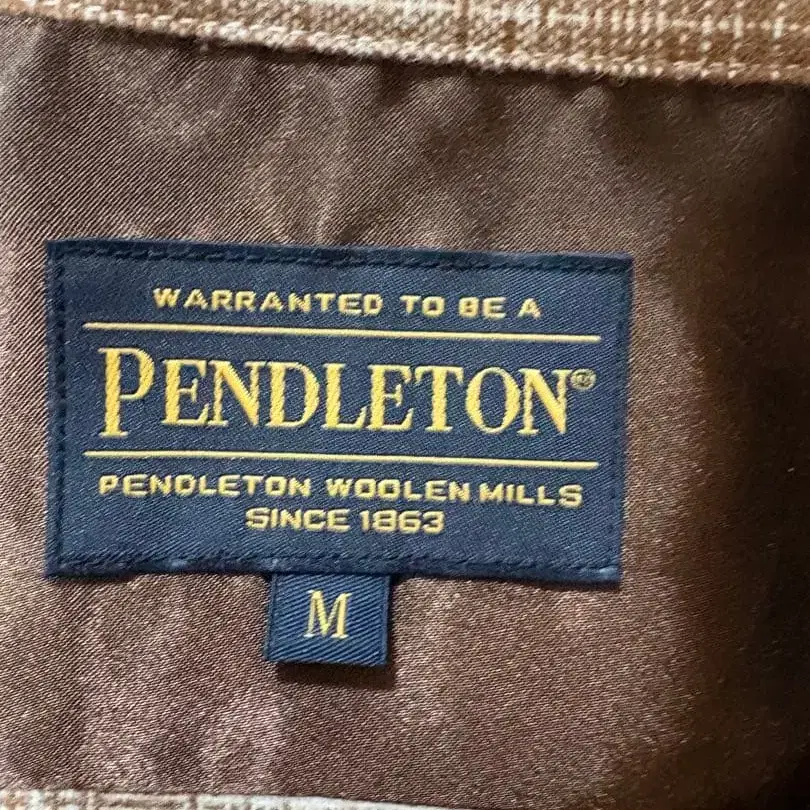 WARRANTED TO BE A
PENDLETON®
PENDLETON WOOLEN MILLS
SINCE 1863
M